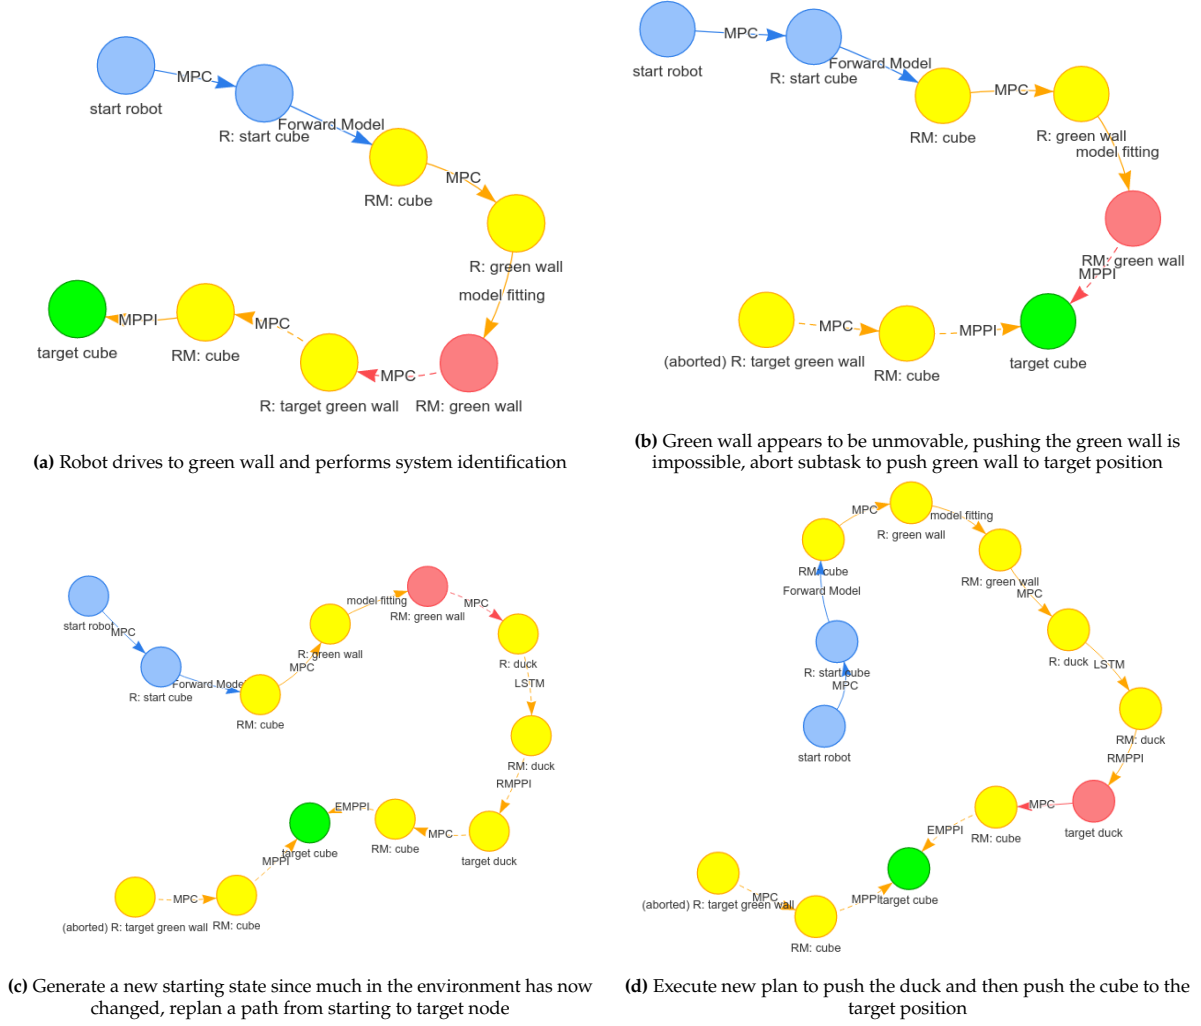 start robot
MPC
R: start cube
Forward Model
RM: cube
MPC
R: green wall
model fitting
RM: green wall
MPC
R: target green wall
MPC
RM: cube
MPPI
target cube
(a) Robot drives to green wall and performs system identification
start robot
MPC
R: start cube
Forward Model
RM: cube
MPC
R: green wall
model fitting
RM: green wall
MPPI
target cube
(aborted) R: target green wall
MPC
RM: cube
MPPI
(b) Green wall appears to be unmovable, pushing the green wall is
impossible, abort subtask to push green wall to target position
start robot
MPC
R: start cube
Forward Model
RM: cube
MPC
R: green wall
model fitting
RM: green wall
MPC
R: duck
LSTM
RM: duck
RMPPI
target duck
MPC
RM: cube
EMPPI
target cube
MPPI
(aborted) R: target green wall
MPC
RM: cube
(c) Generate a new starting state since much in the environment has now
changed, replan a path from starting to target node
start robot
MPC
R: start cube
Forward Model
RM: cube
MPC
R: green wall
model fitting
RM: green wall
MPC
R: duck
LSTM
RM: duck
RMPPI
target duck
MPC
RM: cube
EMPPI
target cube
(aborted) R: target green wall
MPC
RM: cube
MPPI
(d) Execute new plan to push the duck and then push the cube to the
target position